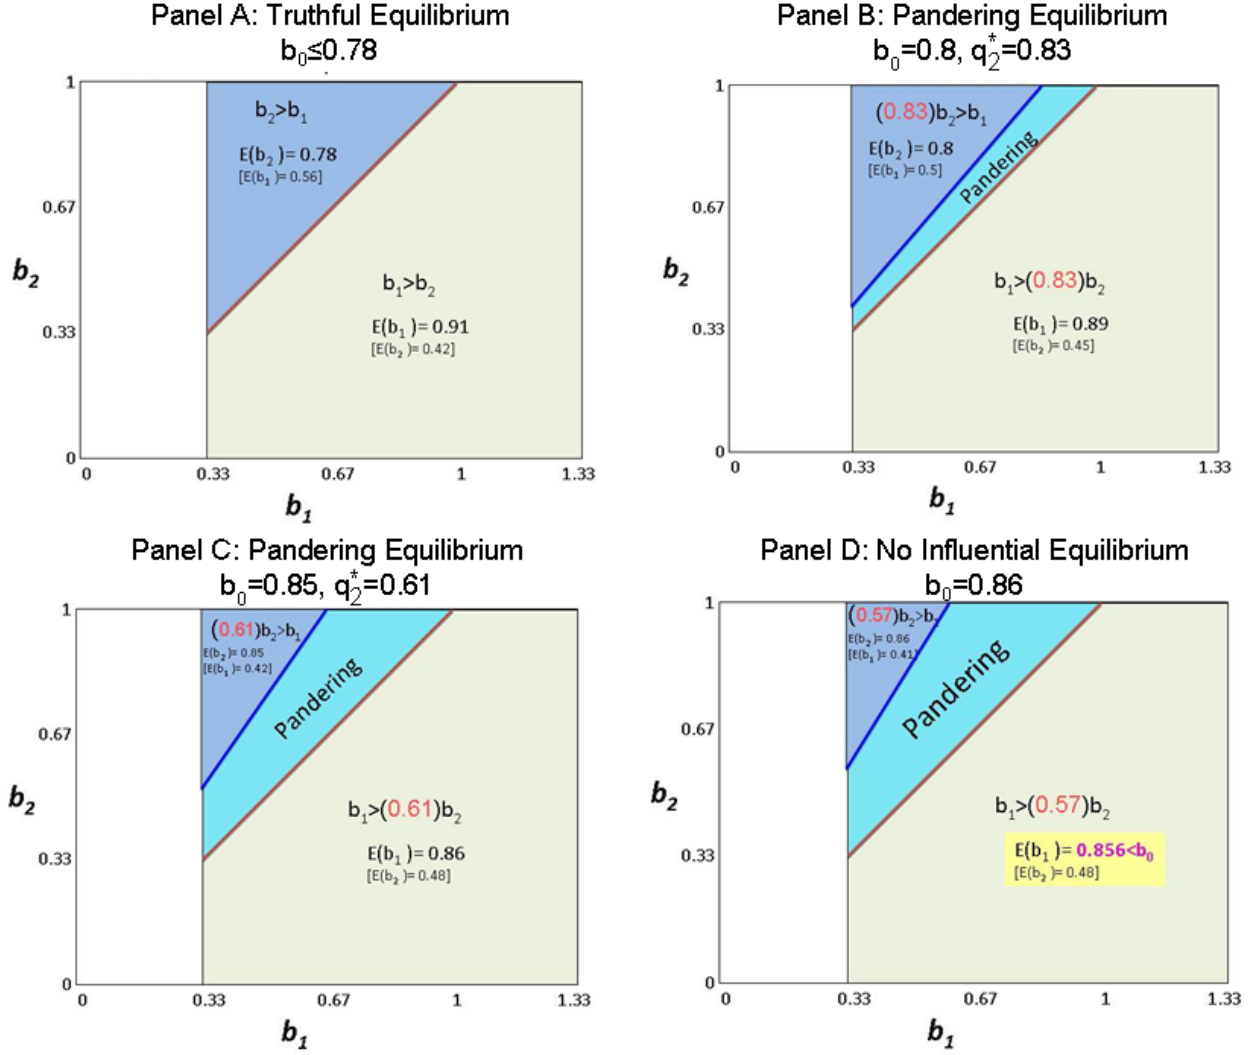 Panel A: Truthful Equilibrium
b₀≤0.78
1
b₂>b₁
E(b₂)= 0.78
[E(b₁)= 0.56]
0.67
b₂
b₁>b₂
0.33
E(b₁)= 0.91
[E(b₂)= 0.42]
0
0 0.33 0.67 1 1.33
b₁
Panel B: Pandering Equilibrium
b₀=0.8, q₂*=0.83
1
(0.83)b₂>b₁
E(b₂)= 0.8
[E(b₁)= 0.5]
Pandering
0.67
b₂
b₁>(0.83)b₂
0.33
E(b₁)= 0.89
[E(b₂)= 0.45]
0
0 0.33 0.67 1 1.33
b₁
Panel C: Pandering Equilibrium
b₀=0.85, q₂*=0.61
1
(0.61)b₂>b₁
E(b₂)= 0.85
[E(b₁)= 0.42]
Pandering
0.67
b₂
b₁>(0.61)b₂
0.33
E(b₁)= 0.86
[E(b₂)= 0.48]
0
0 0.33 0.67 1 1.33
b₁
Panel D: No Influential Equilibrium
b₀=0.86
1
(0.57)b₂>b₁
E(b₂)= 0.86
[E(b₁)= 0.41]
Pandering
0.67
b₂
b₁>(0.57)b₂
0.33
E(b₁)= 0.856<b₀
[E(b₂)= 0.48]
0
0 0.33 0.67 1 1.33
b₁